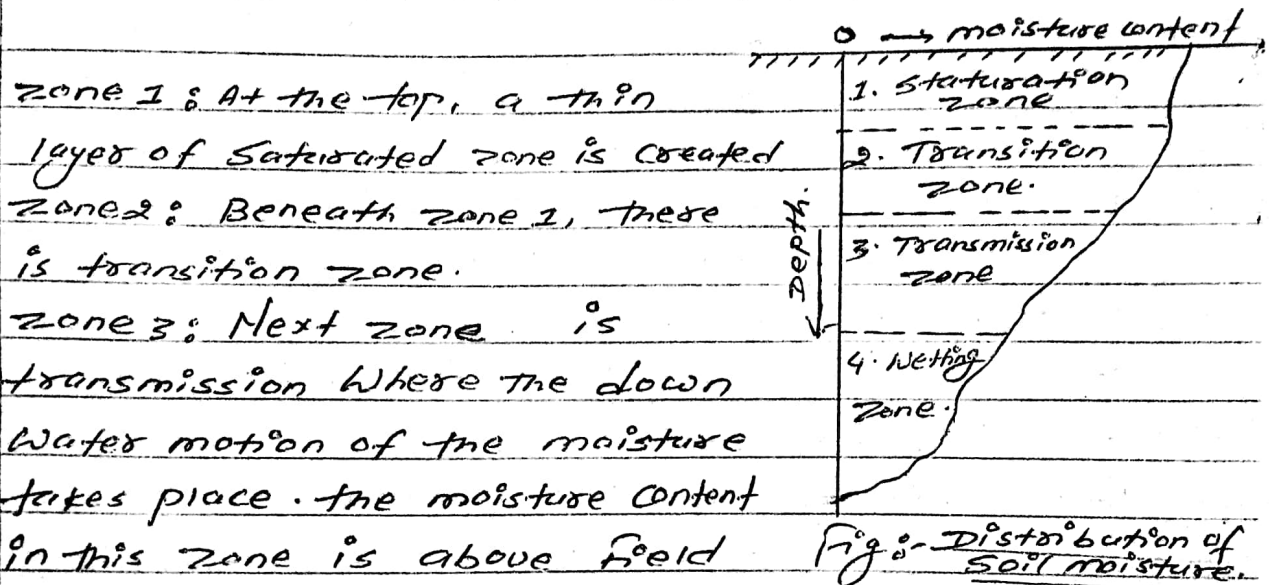 zone 1 : At the top, a thin
layer of saturated zone is created
zone2 : Beneath zone 1, there
is transition zone.
zone 3 : Next zone is
transmission where the down
water motion of the moisture
takes place. the moisture content
in this zone is above field
0 → moisture content
1. Staturation
zone
2. Transition
zone.
Depth.
3. Transmission
zone
4. Wetting
zone.
Fig :- Distribution of
soil moisture.